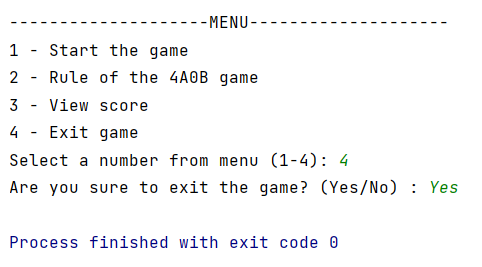 --------------------MENU--------------------
1 - Start the game
2 - Rule of the 4A0B game
3 - View score
4 - Exit game
Select a number from menu (1-4): 4
Are you sure to exit the game? (Yes/No) : Yes
Process finished with exit code 0